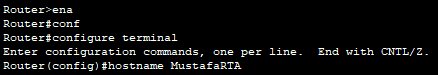 Router>ena
Router#conf
Router#configure terminal
Enter configuration commands, one per line.  End with CNTL/Z.
Router(config)#hostname MustafaRTA